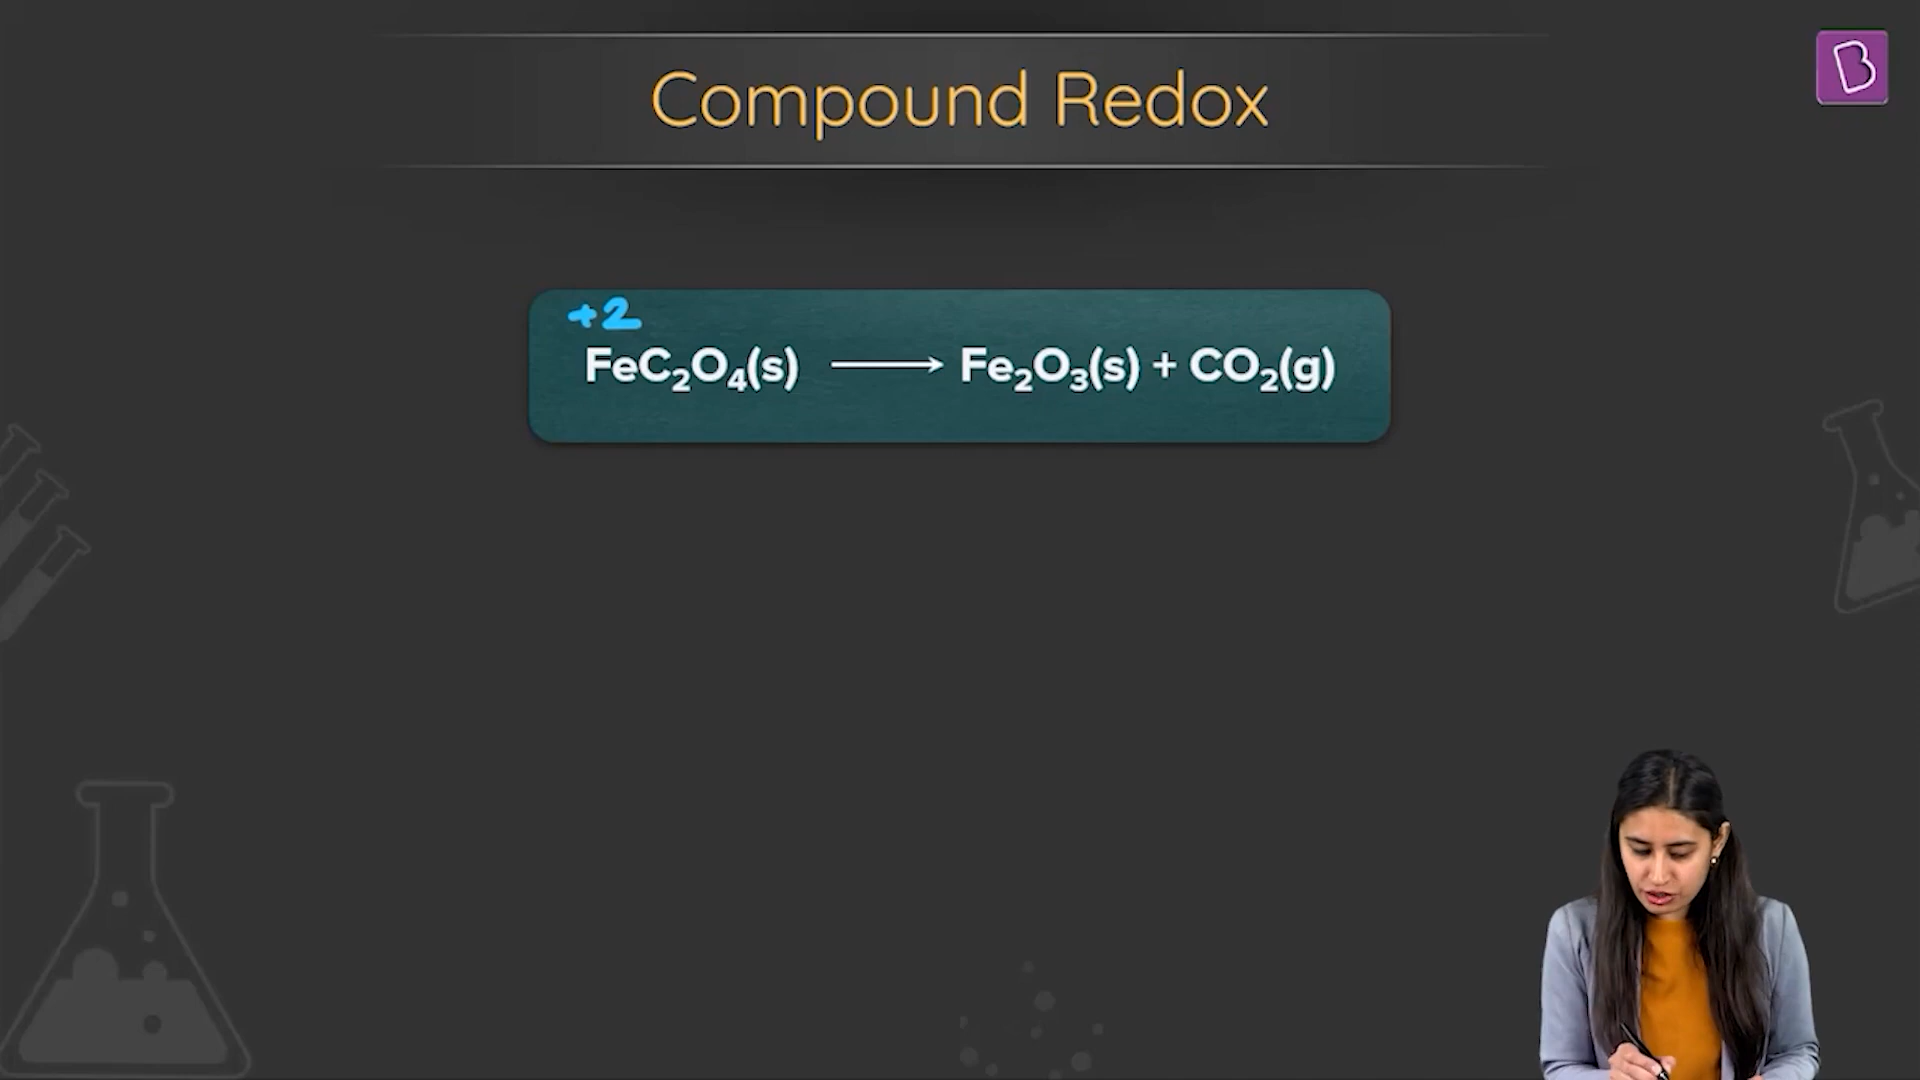 Compound Redox
B
+2
FeC₂O₄(s) ⟶ Fe₂O₃(s) + CO₂(g)